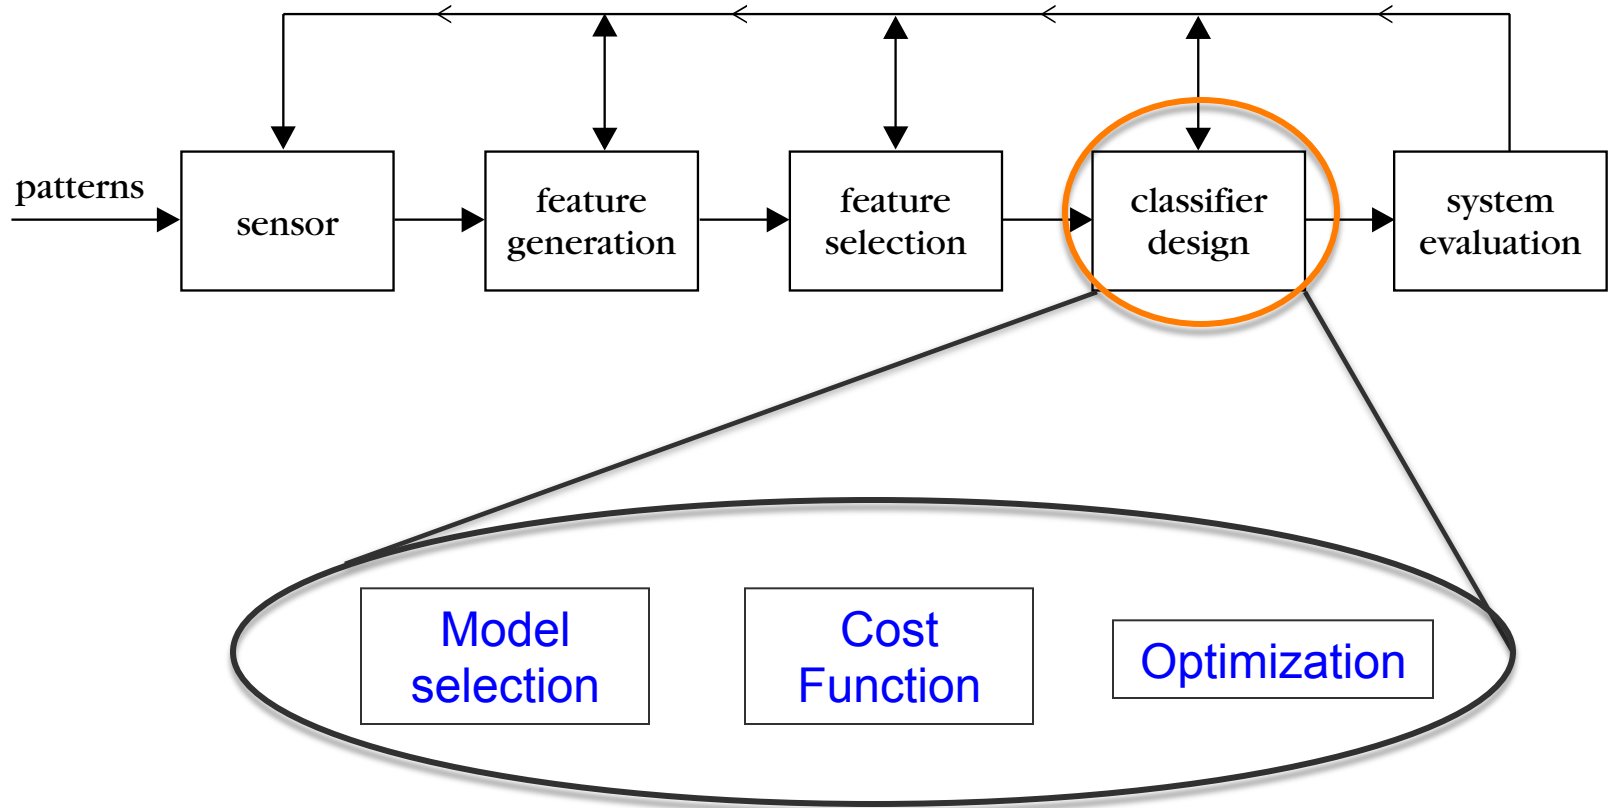 patterns
sensor
feature
generation
feature
selection
classifier
design
system
evaluation
Model
selection
Cost
Function
Optimization